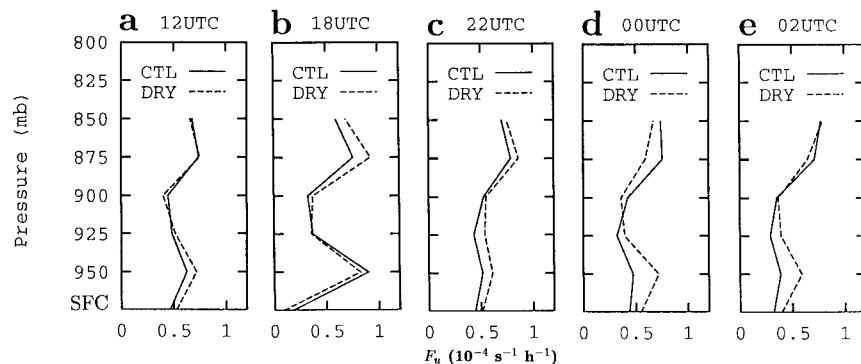 a 12UTC b 18UTC c 22UTC d 00UTC e 02UTC
800
825
CTL CTL CTL CTL CTL
DRY DRY DRY DRY DRY
850
875
900
925
950
SFC
Pressure (mb)
0 0.5 1 0 0.5 1 0 0.5 1 0 0.5 1 0 0.5 1
F_u (10⁻⁴ s⁻¹ h⁻¹)